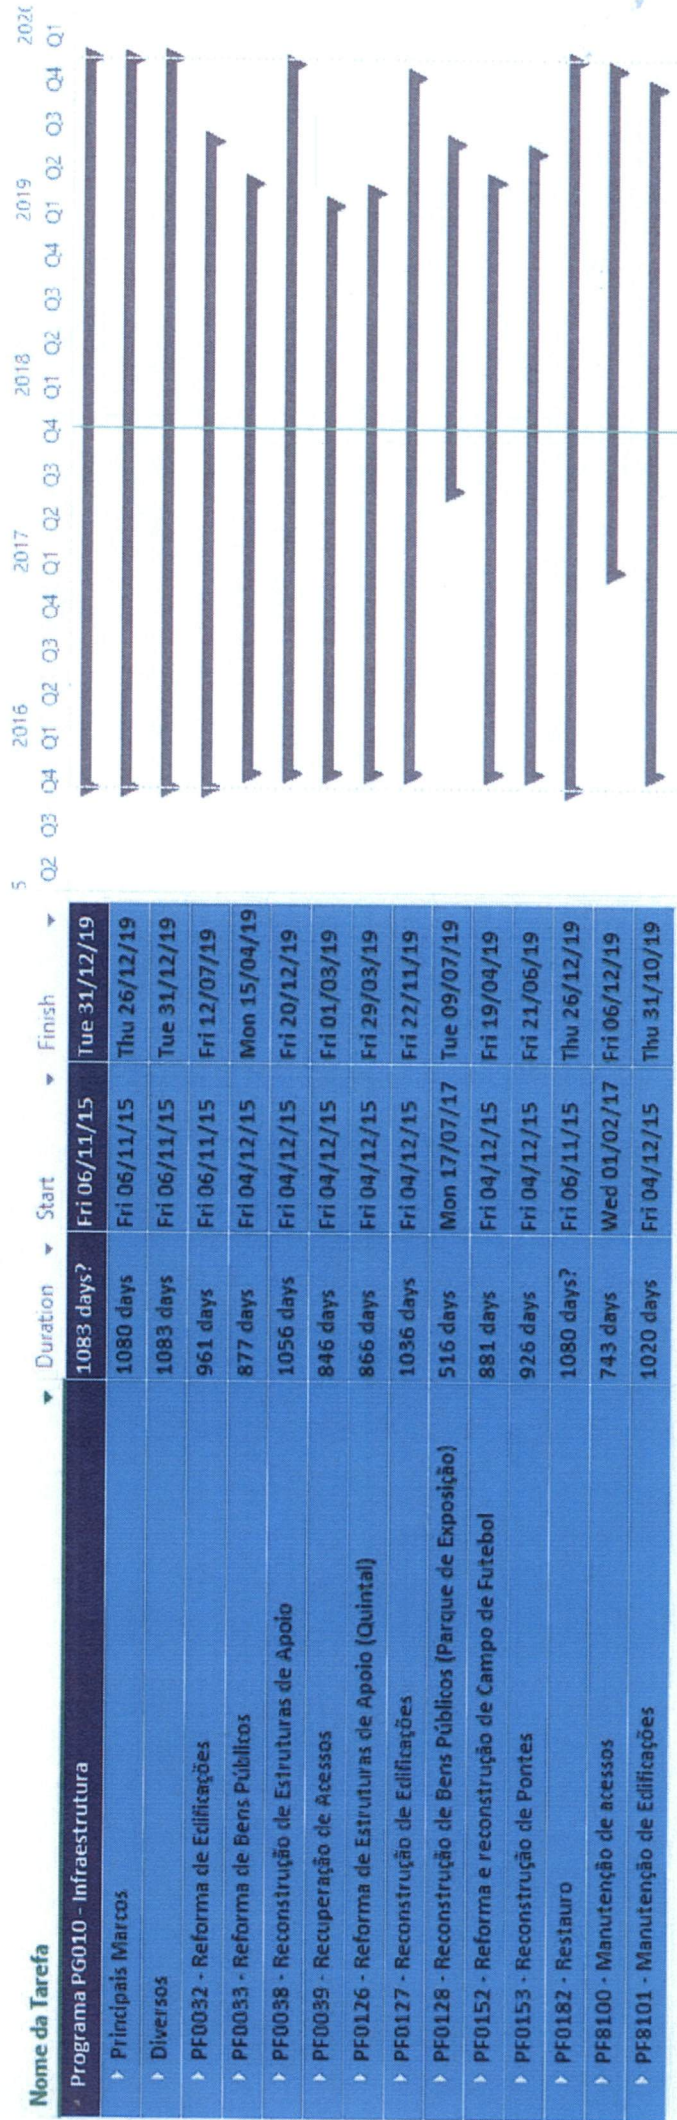 Nome da Tarefa Duration Start Finish
5 2016 2017 2018 2019
Q2 Q3 Q4 Q1 Q2 Q3 Q4 Q1 Q2 Q3 Q4 Q1 Q2 Q3 Q4 Q1 Q2 Q3 Q4 Q1
Programa PG010 - Infraestrutura 1083 days? Fri 06/11/15 Tue 31/12/19
Principais Marcos 1080 days Fri 06/11/15 Thu 26/12/19
Diversos 1083 days Fri 06/11/15 Tue 31/12/19
PF0032 - Reforma de Edificações 961 days Fri 06/11/15 Fri 12/07/19
PF0033 - Reforma de Bens Públicos 877 days Fri 04/12/15 Mon 15/04/19
PF0038 - Reconstrução de Estruturas de Apoio 1056 days Fri 04/12/15 Fri 20/12/19
PF0039 - Recuperação de Acessos 846 days Fri 04/12/15 Fri 01/03/19
PF0126 - Reforma de Estruturas de Apoio (Quintal) 866 days Fri 04/12/15 Fri 29/03/19
PF0127 - Reconstrução de Edificações 1036 days Fri 04/12/15 Fri 22/11/19
PF0128 - Reconstrução de Bens Públicos (Parque de Exposição) 516 days Mon 17/07/17 Tue 09/07/19
PF0152 - Reforma e reconstrução de Campo de Futebol 881 days Fri 04/12/15 Fri 19/04/19
PF0153 - Reconstrução de Pontes 926 days Fri 04/12/15 Fri 21/06/19
PF0182 - Restauro 1080 days? Fri 06/11/15 Thu 26/12/19
PF8100 - Manutenção de acessos 743 days Wed 01/02/17 Fri 06/12/19
PF8101 - Manutenção de Edificações 1020 days Fri 04/12/15 Thu 31/10/19